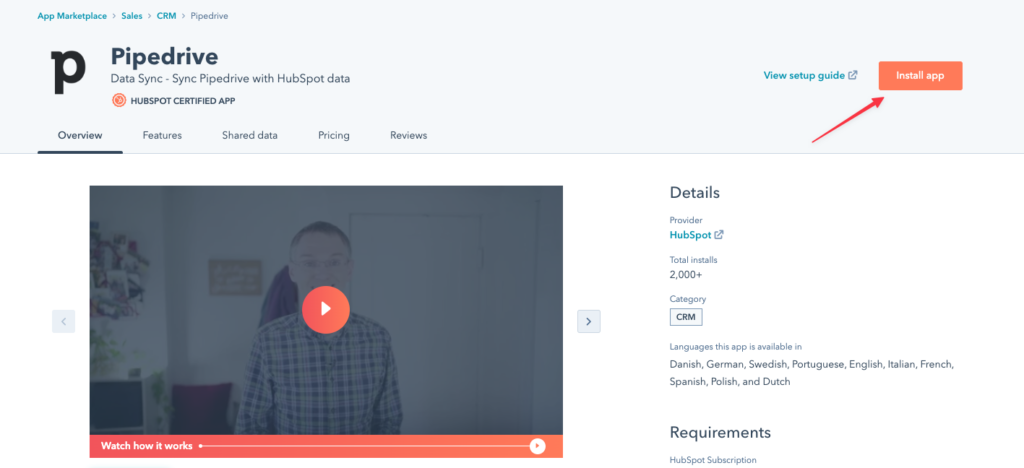 App Marketplace > Sales > CRM > Pipedrive
p
Pipedrive
Data Sync - Sync Pipedrive with HubSpot data
HUBSPOT CERTIFIED APP
View setup guide
Install app
Overview Features Shared data Pricing Reviews
Watch how it works
Details
Provider
HubSpot
Total installs
2,000+
Category
CRM
Languages this app is available in
Danish, German, Swedish, Portuguese, English, Italian, French,
Spanish, Polish, and Dutch
Requirements
HubSpot Subscription